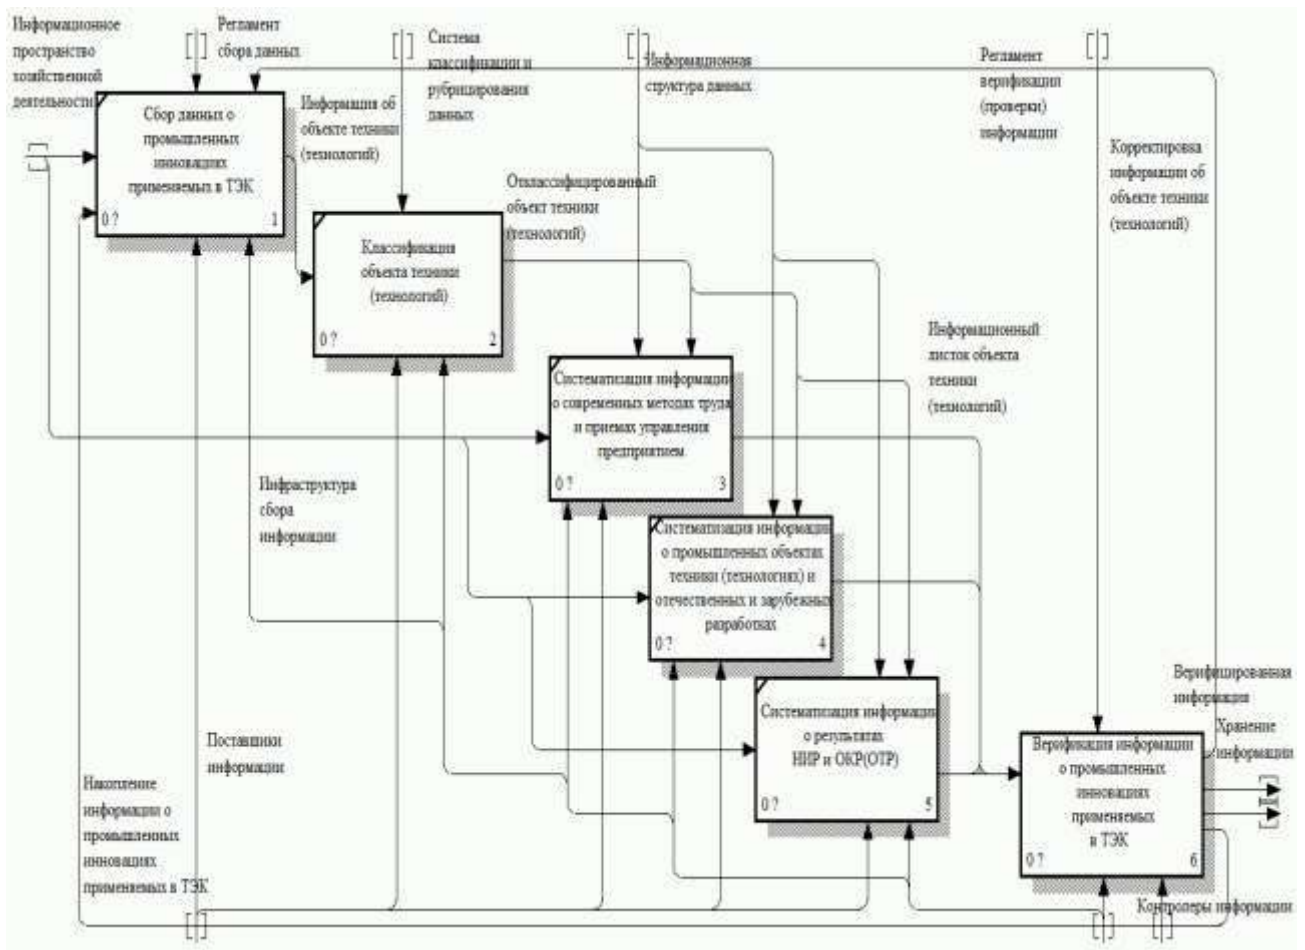 Информационное
пространство
хозяйственной
деятельности
Регламент
сбора данных
Система
классификации и
рубрицирования
данных
Информационная
структура данных
Регламент
верификации
(проверки)
информации
Сбор данных о
промышленных
инновациях
применяемых в ТЭК
0 ?
1
Информация об
объекте техники
(технологий)
Корректировка
информации об
объекте техники
(технологий)
Отклассифицированный
объект техники
(технологий)
Классификация
объекта техники
(технологий)
0 ?
2
Информационный
листок объекта
техники
(технологий)
Систематизация информации
о современных методах труда
и приемах управления
предприятием
0 ?
3
Инфраструктура
сбора
информации
Систематизация информации
о промышленных объектах
техники (технологиях) и
отечественных и зарубежных
разработках
0 ?
4
Верифицированная
информация
Систематизация информации
о результатах
НИР и ОКР(ОТР)
0 ?
5
Хранение
информации
Поставщики
информации
Верификация информации
о промышленных
инновациях
применяемых
в ТЭК
0 ?
6
Накопление
информации о
промышленных
инновациях
применяемых в ТЭК
Контролеры информации